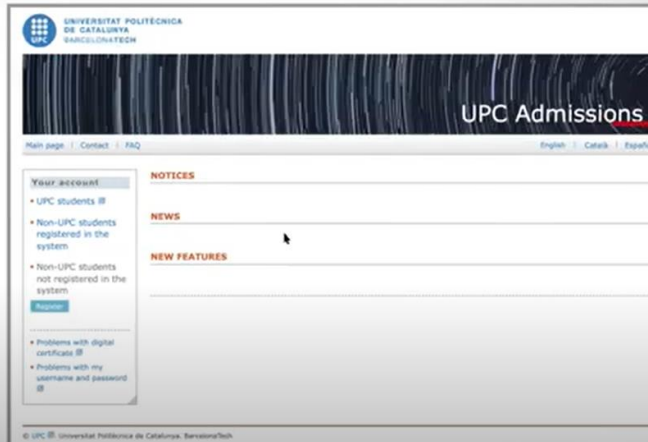 UNIVERSITAT POLITÈCNICA
DE CATALUNYA
BARCELONATECH
UPC
UPC Admissions
Main page | Contact | FAQ
English | Català | Españ
Your account
UPC students
Non-UPC students
registered in the
system
Non-UPC students
not registered in the
system
Register
Problems with digital
certificate
Problems with my
username and password
NOTICES
NEWS
NEW FEATURES
© UPC Universitat Politècnica de Catalunya. BarcelonaTech